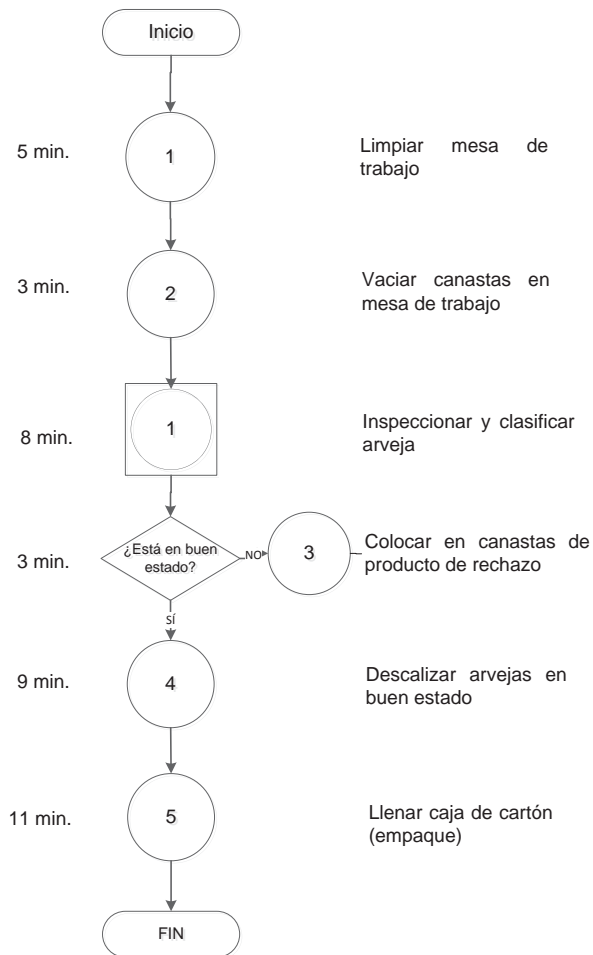 Inicio
5 min.
1
Limpiar mesa de
trabajo
3 min.
2
Vaciar canastas en
mesa de trabajo
8 min.
1
Inspeccionar y clasificar
arveja
3 min.
¿Está en buen
estado?
NO
3
Colocar en canastas de
producto de rechazo
SÍ
9 min.
4
Descalizar arvejas en
buen estado
11 min.
5
Llenar caja de cartón
(empaque)
FIN